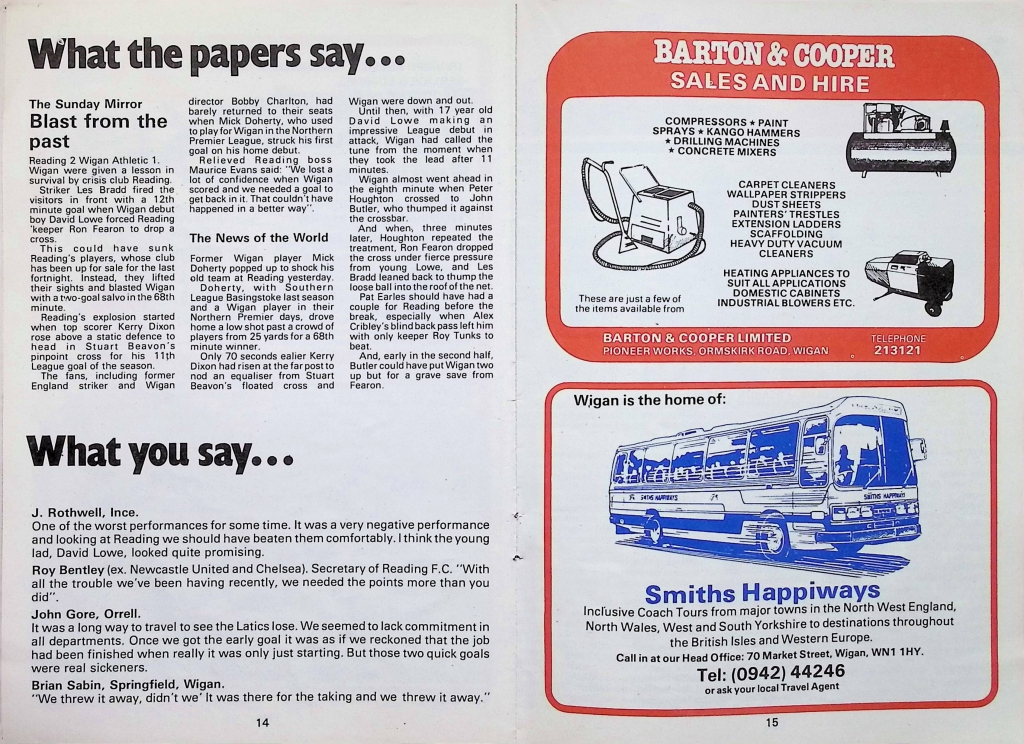 What the papers say...
The Sunday Mirror
Blast from the
past
Reading 2 Wigan Athletic 1.
Wigan were given a lesson in
survival by crisis club Reading.
Striker Les Bradd fired the
visitors in front with a 12th
minute goal when Wigan debut
boy David Lowe forced Reading
'keeper Ron Fearon to drop a
cross.
This could have sunk
Reading's players, whose club
has been up for sale for the last
fortnight. Instead, they lifted
their sights and blasted Wigan
with a two-goal salvo in the 68th
minute.
Reading's explosion started
when top scorer Kerry Dixon
rose above a static defence to
head in Stuart Beavon's
pinpoint cross for his 11th
League goal of the season.
The fans, including former
England striker and Wigan
director Bobby Charlton, had
barely returned to their seats
when Mick Doherty, who used
to play for Wigan in the Northern
Premier League, struck his first
goal on his home debut.
Relieved Reading boss
Maurice Evans said: "We lost a
lot of confidence when Wigan
scored and we needed a goal to
get back in it. That couldn't have
happened in a better way".
The News of the World
Former Wigan player Mick
Doherty popped up to shock his
old team at Reading yesterday.
Doherty, with Southern
League Basingstoke last season
and a Wigan player in their
Northern Premier days, drove
home a low shot past a crowd of
players from 25 yards for a 68th
minute winner.
Only 70 seconds ealier Kerry
Dixon had risen at the far post to
nod an equaliser from Stuart
Beavon's floated cross and
Wigan were down and out.
Until then, with 17 year old
David Lowe making an
impressive League debut in
attack, Wigan had called the
tune from the moment when
they took the lead after 11
minutes.
Wigan almost went ahead in
the eighth minute when Peter
Houghton crossed to John
Butler, who thumped it against
the crossbar.
And when, three minutes
later, Houghton repeated the
treatment, Ron Fearon dropped
the cross under fierce pressure
from young Lowe, and Les
Bradd leaned back to thump the
loose ball into the roof of the net.
Pat Earles should have had a
couple for Reading before the
break, especially when Alex
Cribley's blind back pass left him
with only keeper Roy Tunks to
beat.
And, early in the second half,
Butler could have put Wigan two
up but for a grave save from
Fearon.
What you say...
J. Rothwell, Ince.
One of the worst performances for some time. It was a very negative performance
and looking at Reading we should have beaten them comfortably. I think the young
lad, David Lowe, looked quite promising.
Roy Bentley (ex. Newcastle United and Chelsea). Secretary of Reading F.C. "With
all the trouble we've been having recently, we needed the points more than you
did".
John Gore, Orrell.
It was a long way to travel to see the Latics lose. We seemed to lack commitment in
all departments. Once we got the early goal it was as if we reckoned that the job
had been finished when really it was only just starting. But those two quick goals
were real sickeners.
Brian Sabin, Springfield, Wigan.
"We threw it away, didn't we' It was there for the taking and we threw it away."
14
BARTON & COOPER
SALES AND HIRE
COMPRESSORS ★ PAINT
SPRAYS ★ KANGO HAMMERS
★ DRILLING MACHINES
★ CONCRETE MIXERS
CARPET CLEANERS
WALLPAPER STRIPPERS
DUST SHEETS
PAINTERS' TRESTLES
EXTENSION LADDERS
SCAFFOLDING
HEAVY DUTY VACUUM
CLEANERS
HEATING APPLIANCES TO
SUIT ALL APPLICATIONS
DOMESTIC CABINETS
INDUSTRIAL BLOWERS ETC.
These are just a few of
the items available from
BARTON & COOPER LIMITED
PIONEER WORKS, ORMSKIRK ROAD, WIGAN
TELEPHONE
213121
Wigan is the home of:
SMITHS HAPPIWAYS
SMITHS HAPPIWAYS
Smiths Happiways
Inclusive Coach Tours from major towns in the North West England,
North Wales, West and South Yorkshire to destinations throughout
the British Isles and Western Europe.
Call in at our Head Office: 70 Market Street, Wigan, WN1 1HY.
Tel: (0942) 44246
or ask your local Travel Agent
15